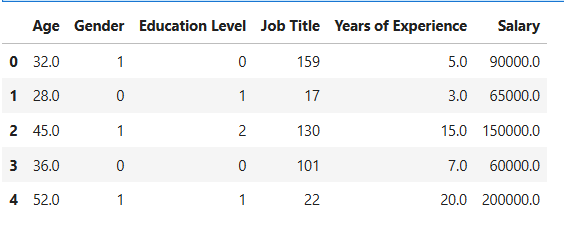 Age Gender Education Level Job Title Years of Experience Salary
0 32.0 1 0 159 5.0 90000.0
1 28.0 0 1 17 3.0 65000.0
2 45.0 1 2 130 15.0 150000.0
3 36.0 0 0 101 7.0 60000.0
4 52.0 1 1 22 20.0 200000.0